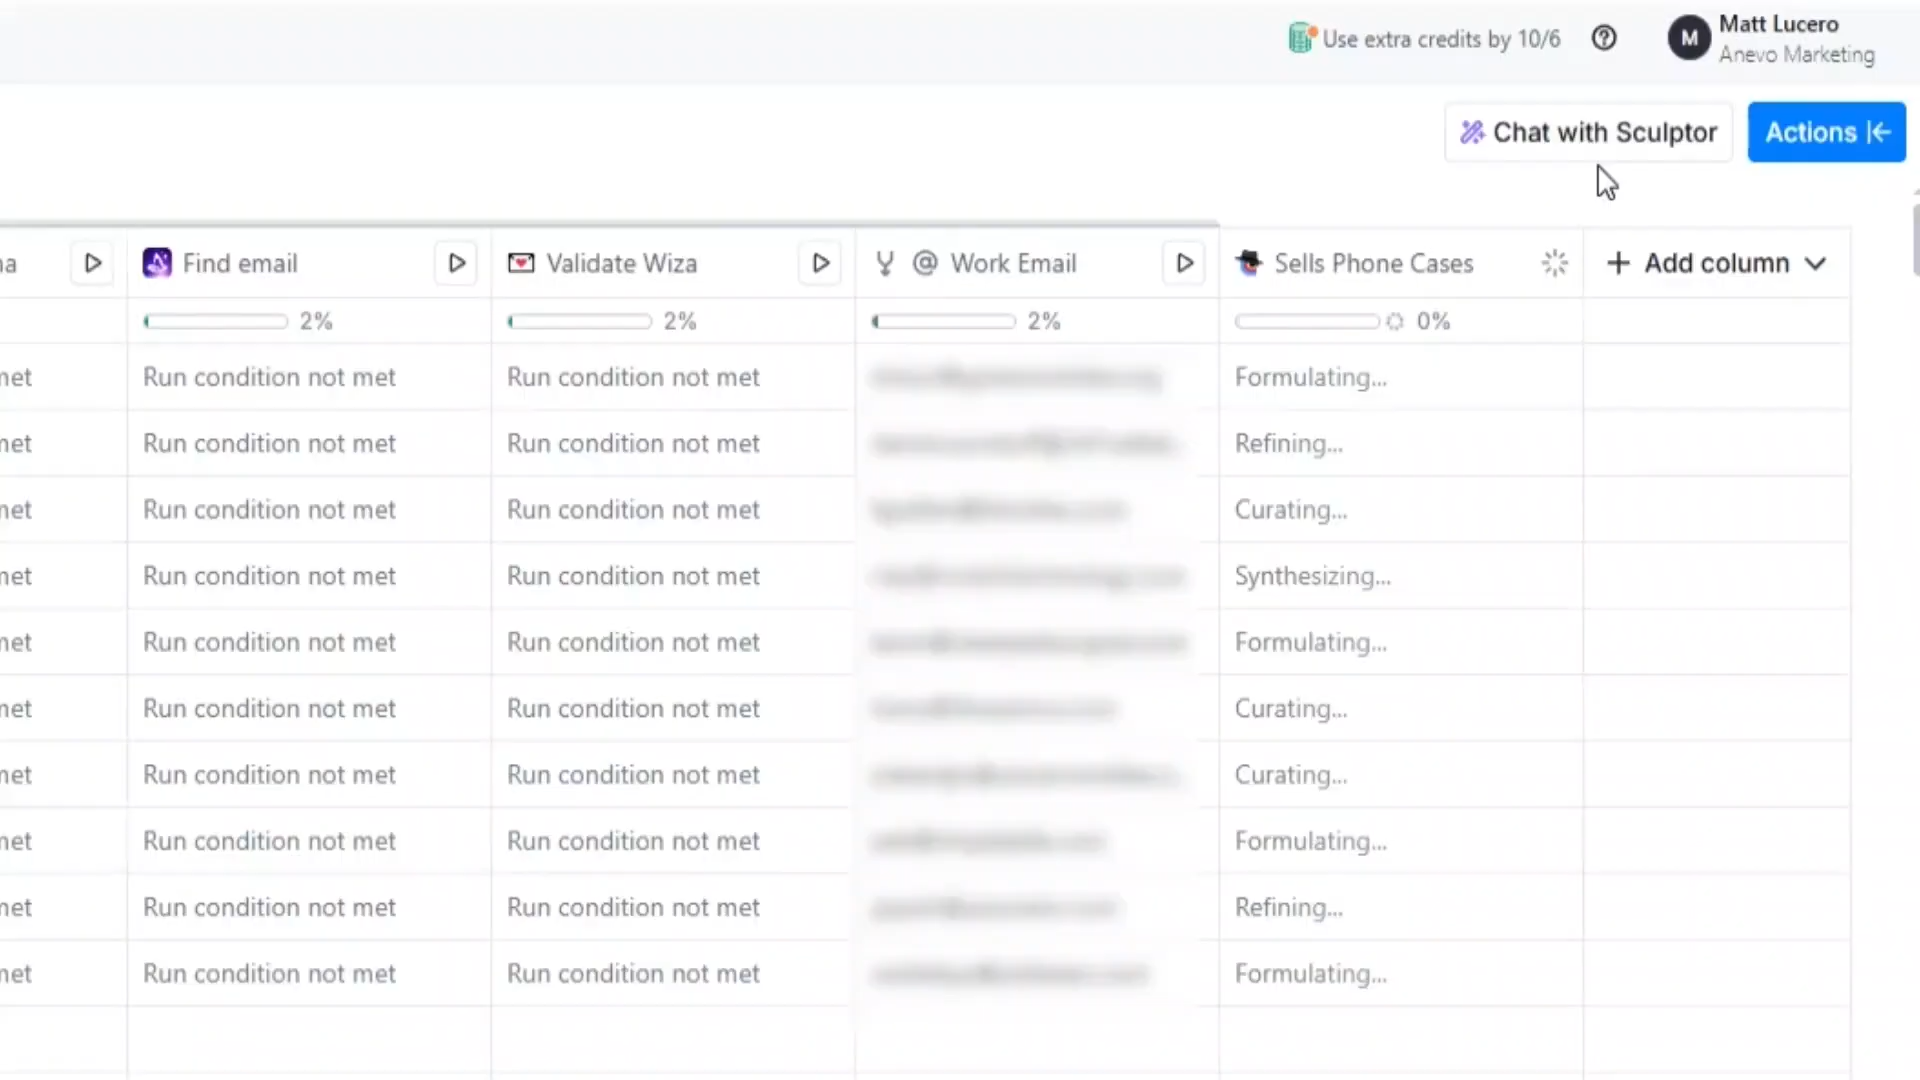 Use extra credits by 10/6
M
Matt Lucero
Anevo Marketing
Chat with Sculptor
Actions
Find email
Validate Wiza
Work Email
Sells Phone Cases
Add column
2%
2%
2%
0%
net
Run condition not met
Run condition not met
Formulating...
net
Run condition not met
Run condition not met
Refining...
net
Run condition not met
Run condition not met
Curating...
net
Run condition not met
Run condition not met
Synthesizing...
net
Run condition not met
Run condition not met
Formulating...
net
Run condition not met
Run condition not met
Curating...
net
Run condition not met
Run condition not met
Curating...
net
Run condition not met
Run condition not met
Formulating...
net
Run condition not met
Run condition not met
Refining...
net
Run condition not met
Run condition not met
Formulating...